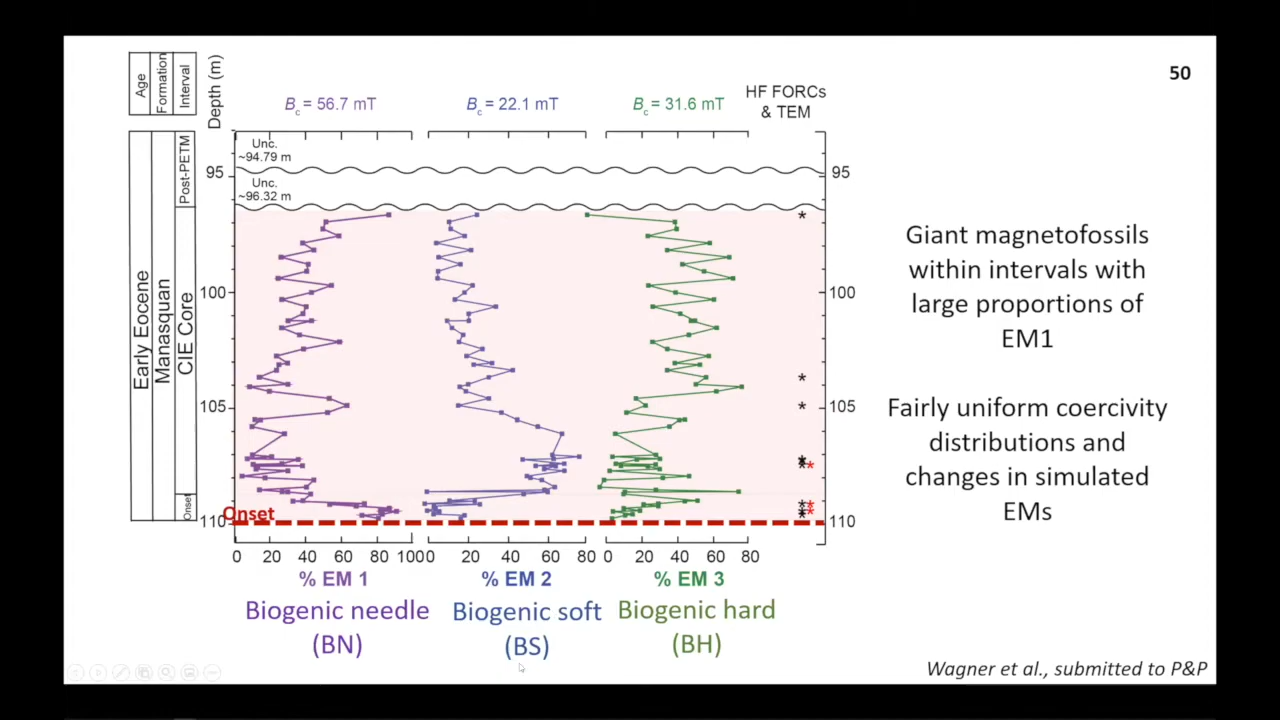 50
Age
Formation
Interval
Depth (m)
Bc = 56.7 mT
Bc = 22.1 mT
Bc = 31.6 mT
HF FORCs
& TEM
Early Eocene
Manasquan
Post-PETM
CIE Core
Onset
Unc.
~94.79 m
Unc.
~96.32 m
95
100
105
110
95
100
105
110
* 
*
*
* *
* *
* *
*
Onset
0 20 40 60 80 100
0 20 40 60 80
0 20 40 60 80
% EM 1
% EM 2
% EM 3
Biogenic needle
(BN)
Biogenic soft
(BS)
Biogenic hard
(BH)
Giant magnetofossils
within intervals with
large proportions of
EM1
Fairly uniform coercivity
distributions and
changes in simulated
EMs
Wagner et al., submitted to P&P